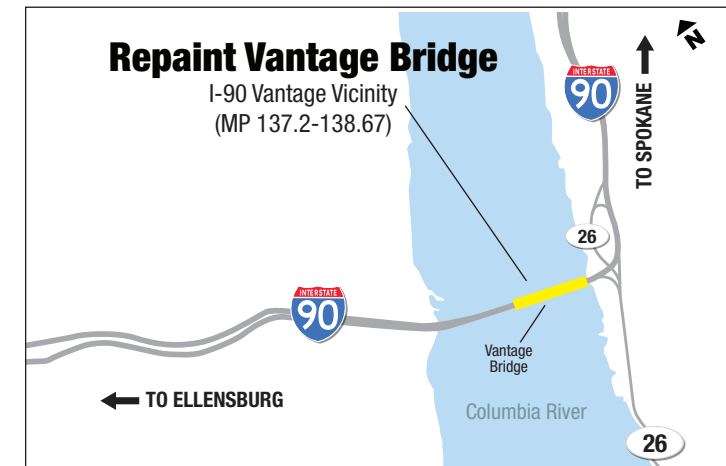 Repaint Vantage Bridge
I-90 Vantage Vicinity
(MP 137.2-138.67)
N
INTERSTATE
90
TO SPOKANE
26
INTERSTATE
90
Vantage
Bridge
TO ELLENSBURG
Columbia River
26